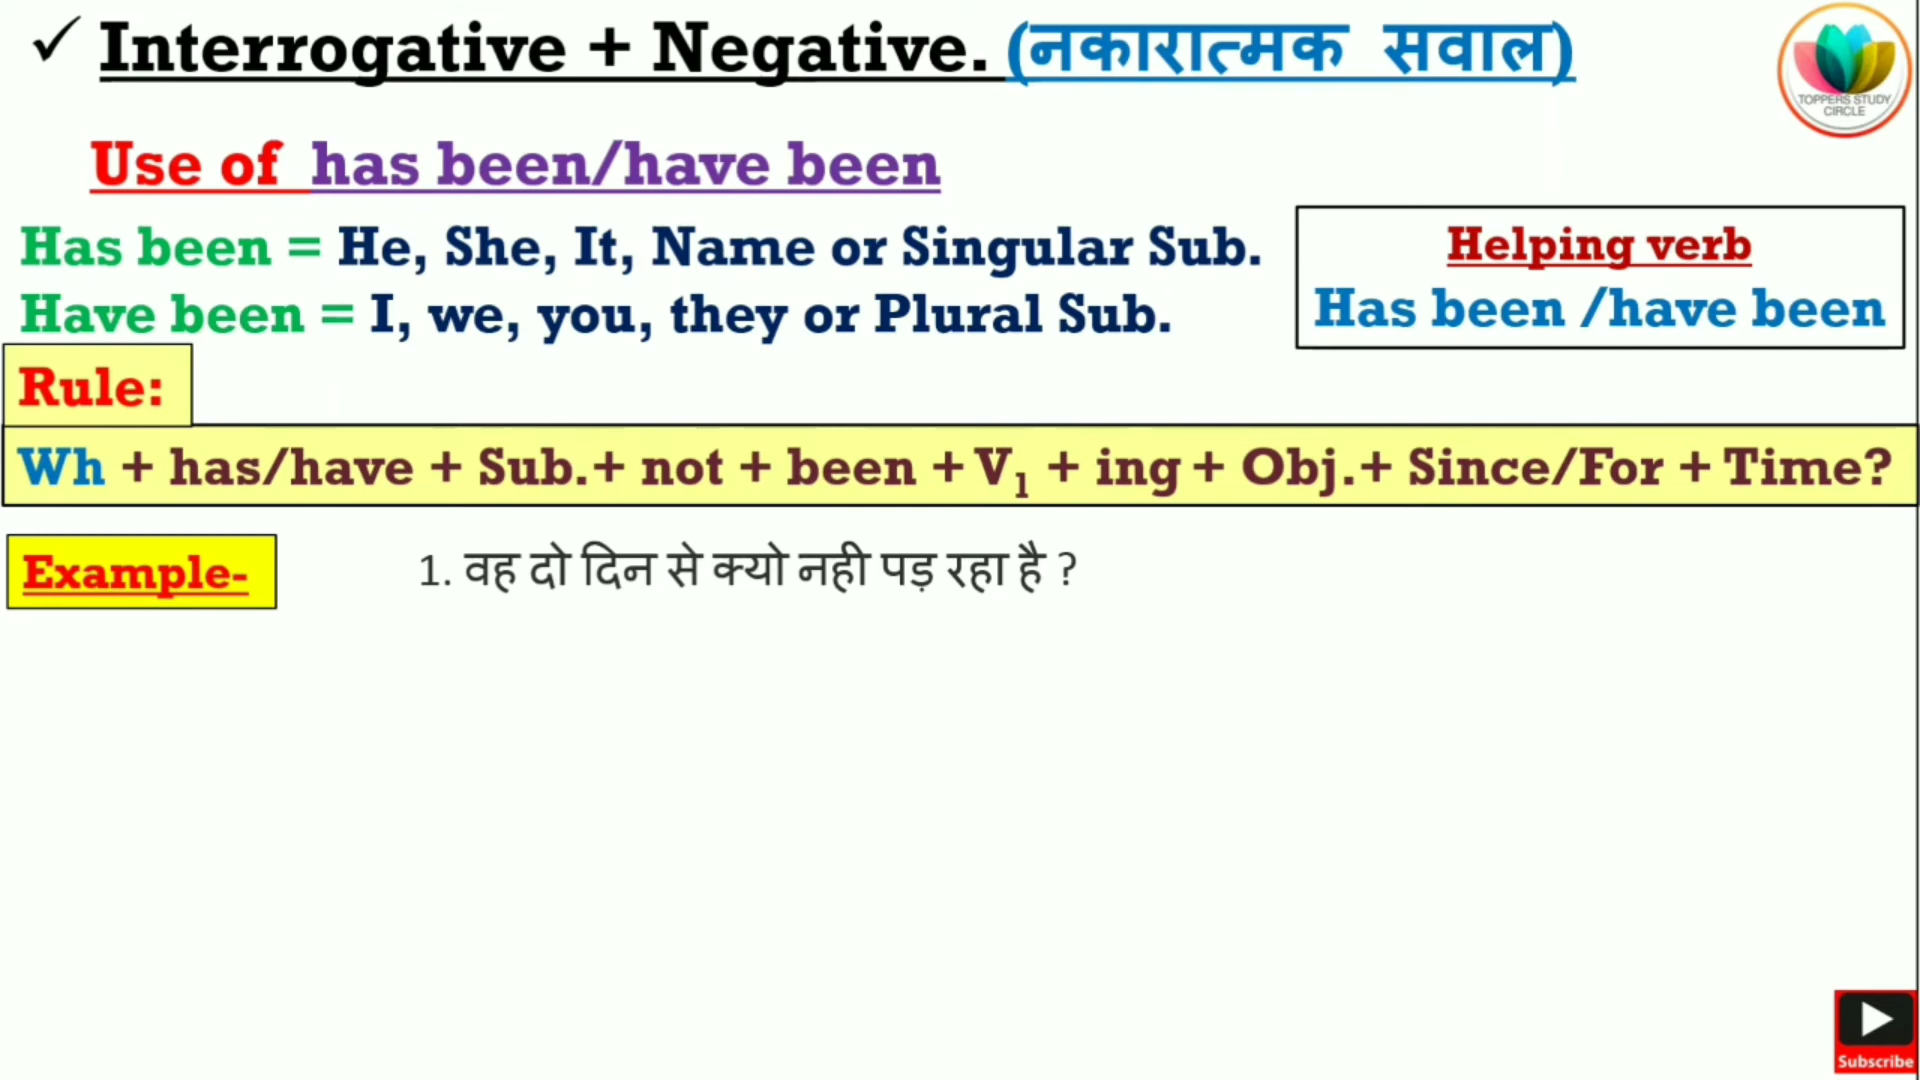 ✓ Interrogative + Negative. (नकारात्मक सवाल)
TOPPERS STUDY
CIRCLE
Use of has been/have been
Has been = He, She, It, Name or Singular Sub.
Have been = I, we, you, they or Plural Sub.
Helping verb
Has been /have been
Rule:
Wh + has/have + Sub.+ not + been + V₁ + ing + Obj.+ Since/For + Time?
Example-
1. वह दो दिन से क्यो नही पड़ रहा है ?
Subscribe